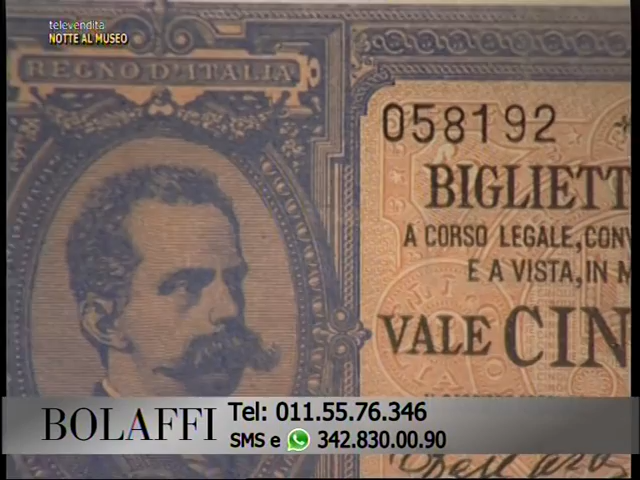 televendita
NOTTE AL MUSEO
REGNO D'ITALIA
058192
BIGLIETT
A CORSO LEGALE, CONV
E A VISTA, IN M
VALE CIN
BOLAFFI
Tel: 011.55.76.346
SMS e 342.830.00.90